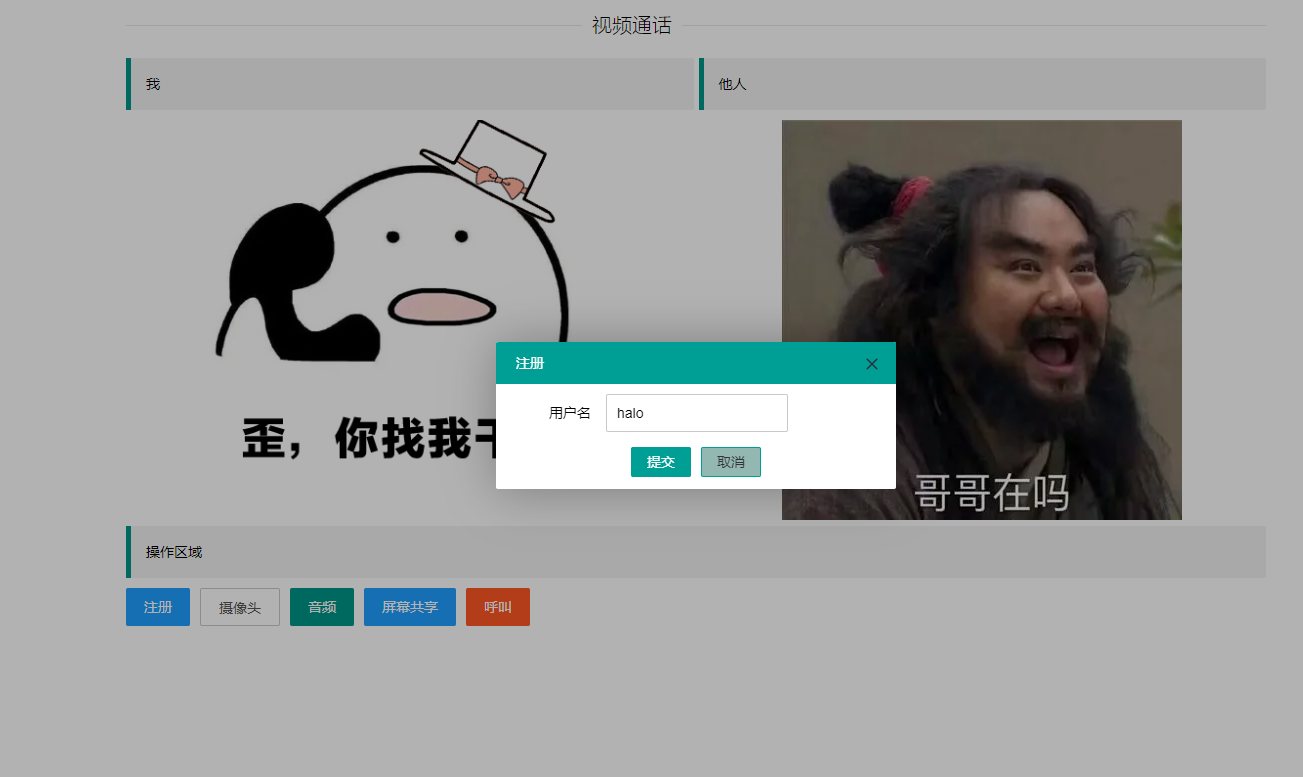 视频通话
我
他人
歪，你找我
哥哥在吗
注册
用户名
halo
提交
取消
操作区域
注册
摄像头
音频
屏幕共享
呼叫